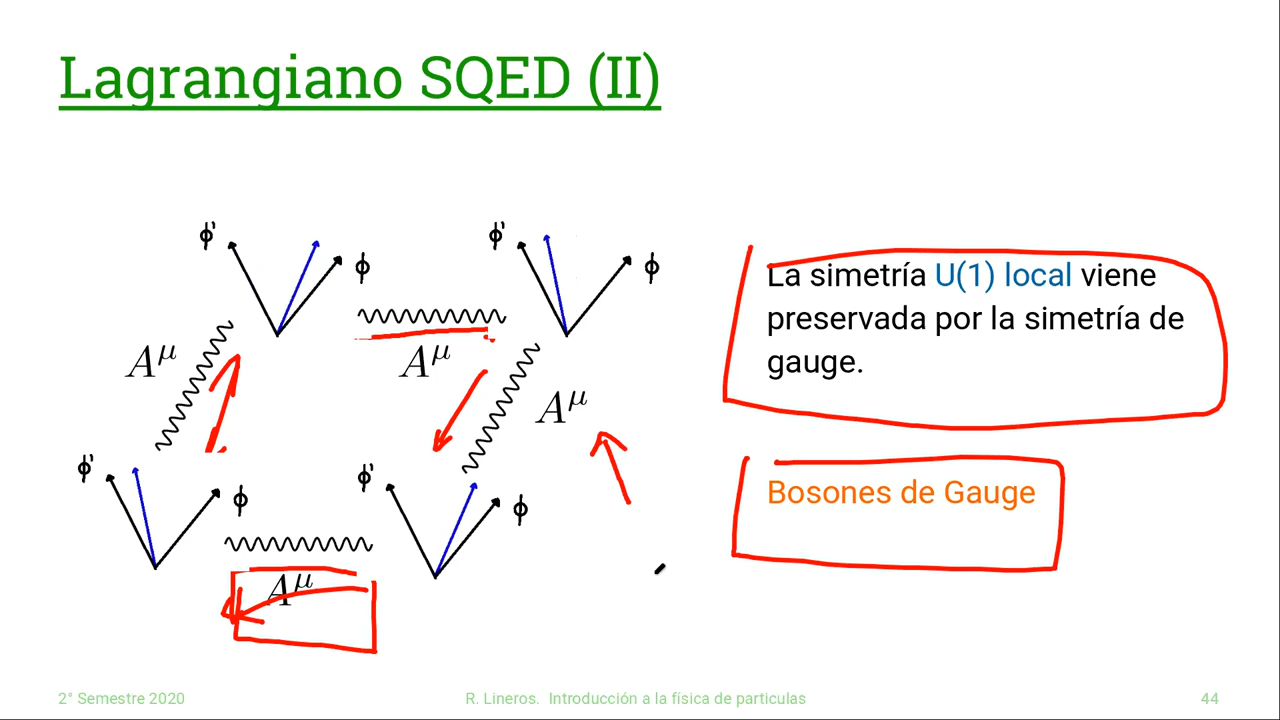 Lagrangiano SQED (II)
ϕ'
ϕ
ϕ'
ϕ
A^μ
A^μ
A^μ
ϕ'
ϕ
ϕ'
ϕ
A^μ
La simetría U(1) local viene
preservada por la simetría de
gauge.
Bosones de Gauge
2° Semestre 2020
R. Lineros. Introducción a la física de particulas
44